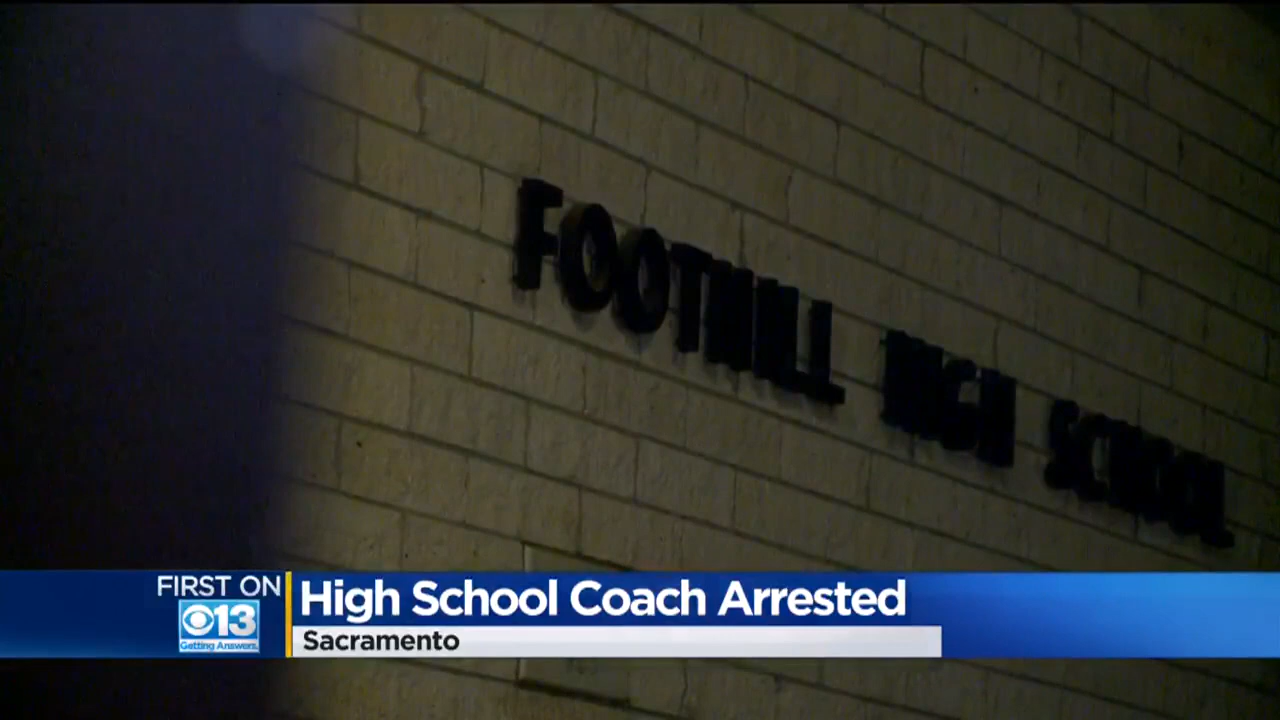 FOOTHILL HIGH SCHOOL
FIRST ON
CBS 13
Getting Answers.
High School Coach Arrested
Sacramento